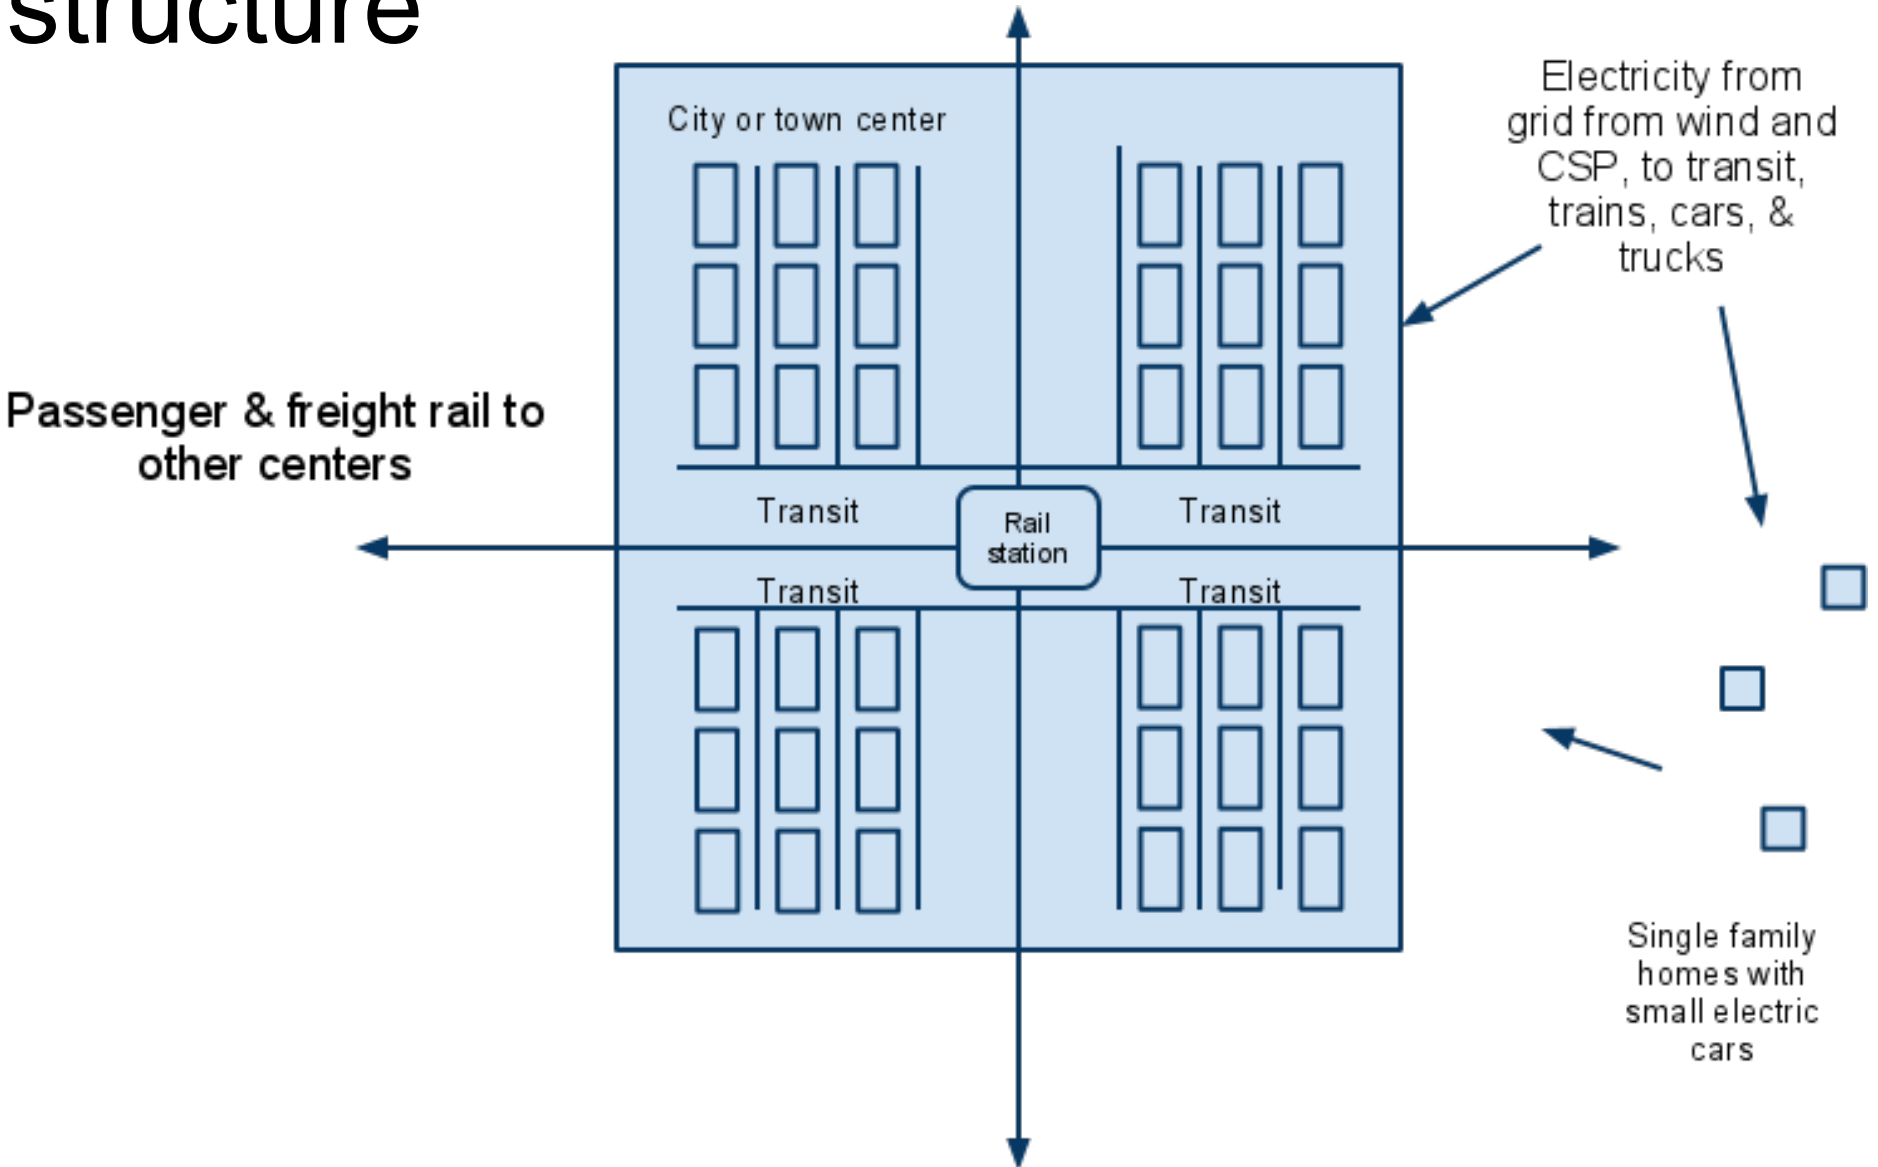 structure
Electricity from
grid from wind and
CSP, to transit,
trains, cars, &
trucks
City or town center
Passenger & freight rail to
other centers
Transit
Transit
Rail
station
Transit
Transit
Single family
homes with
small electric
cars